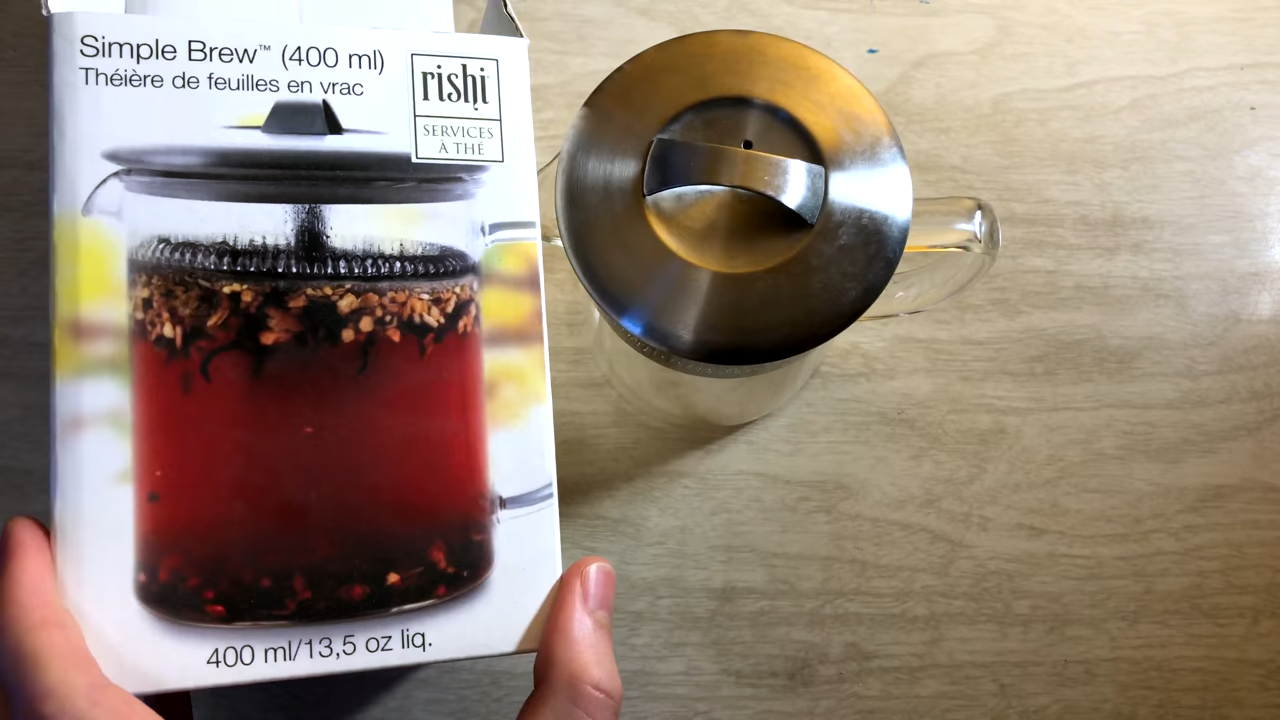 Simple Brew™ (400 ml)
Théière de feuilles en vrac
rishi
SERVICES
À THÉ
400 ml/13,5 oz liq.